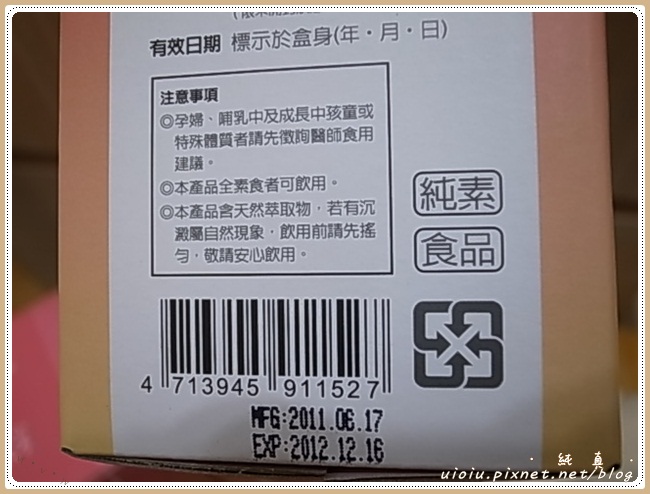 有效日期 標示於盒身(年・月・日)
注意事項
◎孕婦、哺乳中及成長中孩童或
特殊體質者請先徵詢醫師食用
建議。
◎本產品全素食者可飲用。
◎本產品含天然萃取物，若有沉
澱屬自然現象，飲用前請先搖
勻，敬請安心飲用。
純素
食品
4 713945 911527
MFG:2011.06.17
EXP:2012.12.16
・純真・
uioiu.pixnet.net/blog